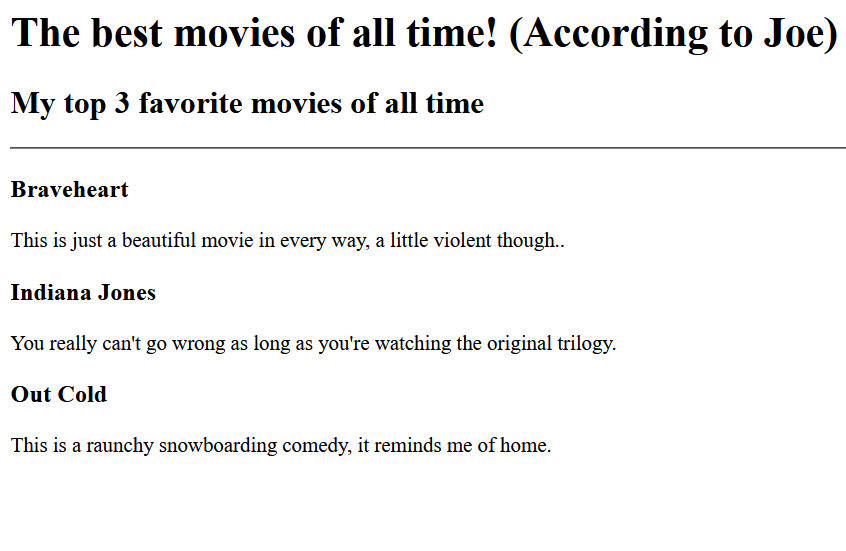 The best movies of all time! (According to Joe)
My top 3 favorite movies of all time
Braveheart
This is just a beautiful movie in every way, a little violent though..
Indiana Jones
You really can't go wrong as long as you're watching the original trilogy.
Out Cold
This is a raunchy snowboarding comedy, it reminds me of home.